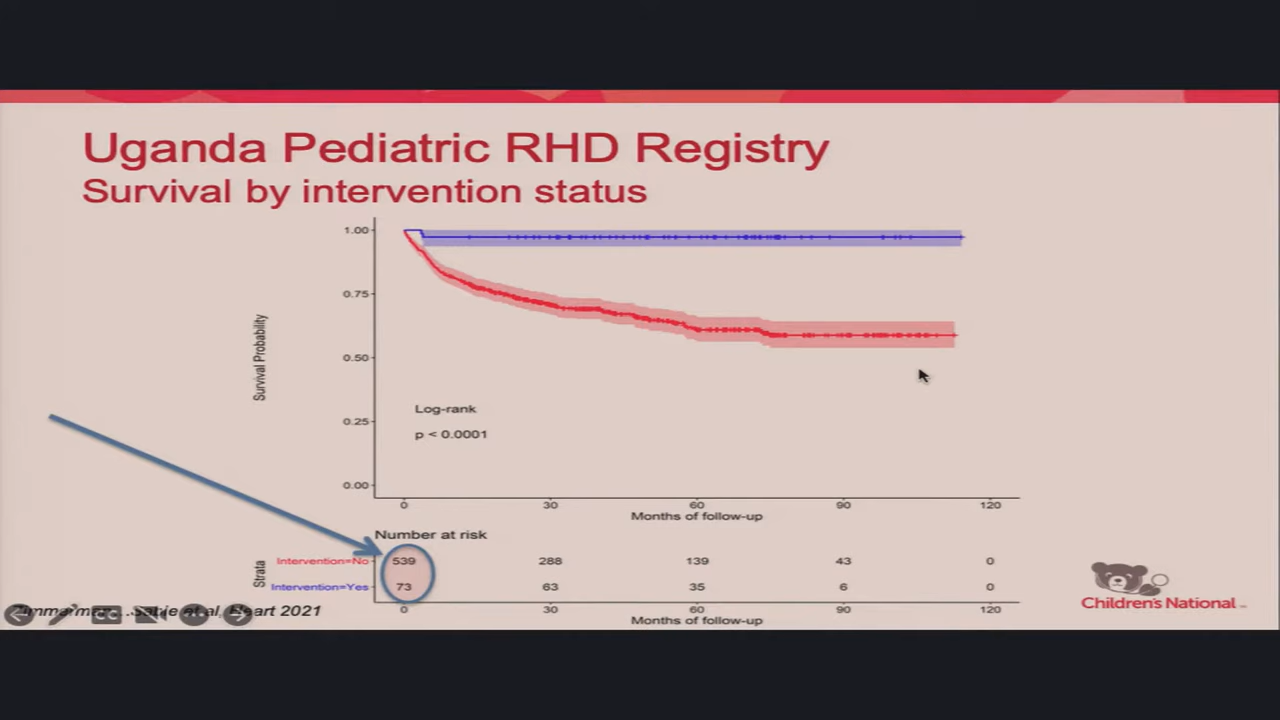 Uganda Pediatric RHD Registry
Survival by intervention status
1.00
0.75
0.50
0.25
0.00
Survival Probability
Log-rank
p < 0.0001
0 30 60 90 120
Months of follow-up
Number at risk
Strata
Intervention=No 539 288 139 43 0
Intervention=Yes 73 63 35 6 0
0 30 60 90 120
Months of follow-up
et al, Heart 2021
CC
Children's National